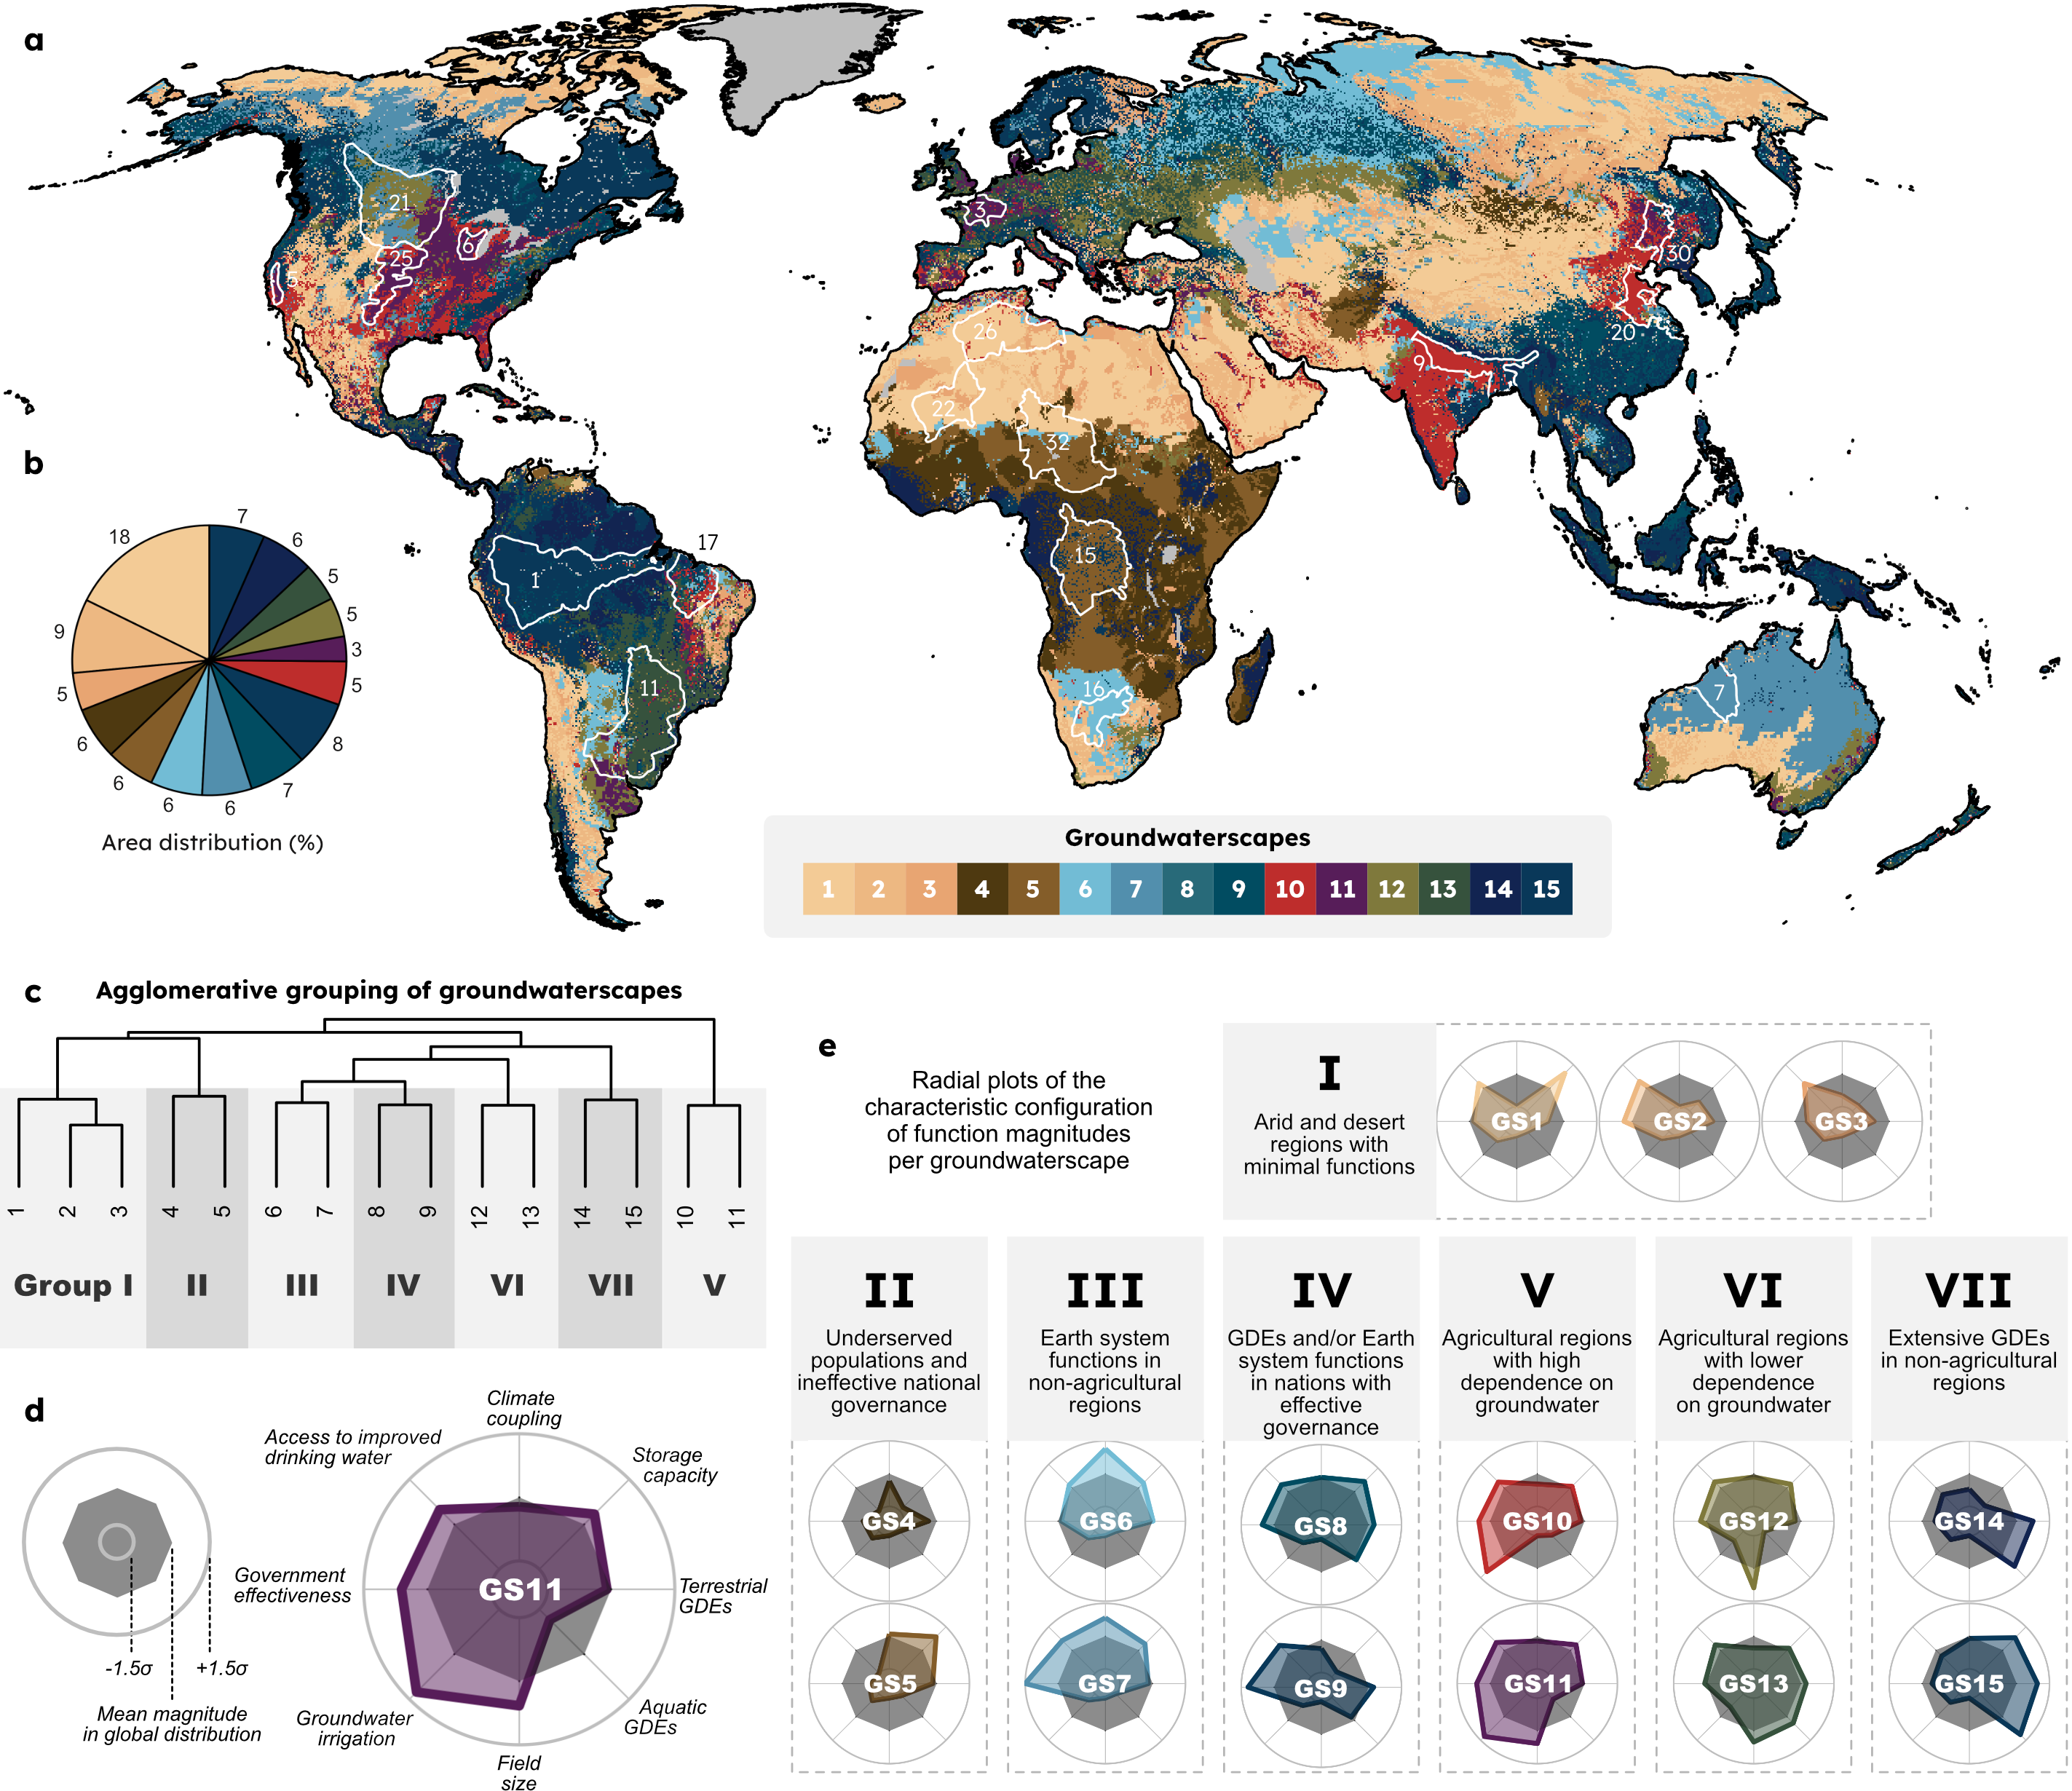 a
21
25
6
5
3
26
22
32
15
16
9
30
20
7
17
1
11
b
18
7
6
5
5
3
5
8
7
6
6
6
6
5
9
Area distribution (%)
Groundwaterscapes
1 2 3 4 5 6 7 8 9 10 11 12 13 14 15
c
Agglomerative grouping of groundwaterscapes
1 2 3 4 5 6 7 8 9 12 13 14 15 10 11
Group I II III IV VI VII V
d
-1.5σ
+1.5σ
Mean magnitude
in global distribution
Climate
coupling
Storage
capacity
Terrestrial
GDEs
Aquatic
GDEs
Field
size
Groundwater
irrigation
Government
effectiveness
Access to improved
drinking water
GS11
e
Radial plots of the
characteristic configuration
of function magnitudes
per groundwaterscape
I
Arid and desert
regions with
minimal functions
GS1 GS2 GS3
II
Underserved
populations and
ineffective national
governance
GS4
GS5
III
Earth system
functions in
non-agricultural
regions
GS6
GS7
IV
GDEs and/or Earth
system functions
in nations with
effective
governance
GS8
GS9
V
Agricultural regions
with high
dependence on
groundwater
GS10
GS11
VI
Agricultural regions
with lower
dependence
on groundwater
GS12
GS13
VII
Extensive GDEs
in non-agricultural
regions
GS14
GS15